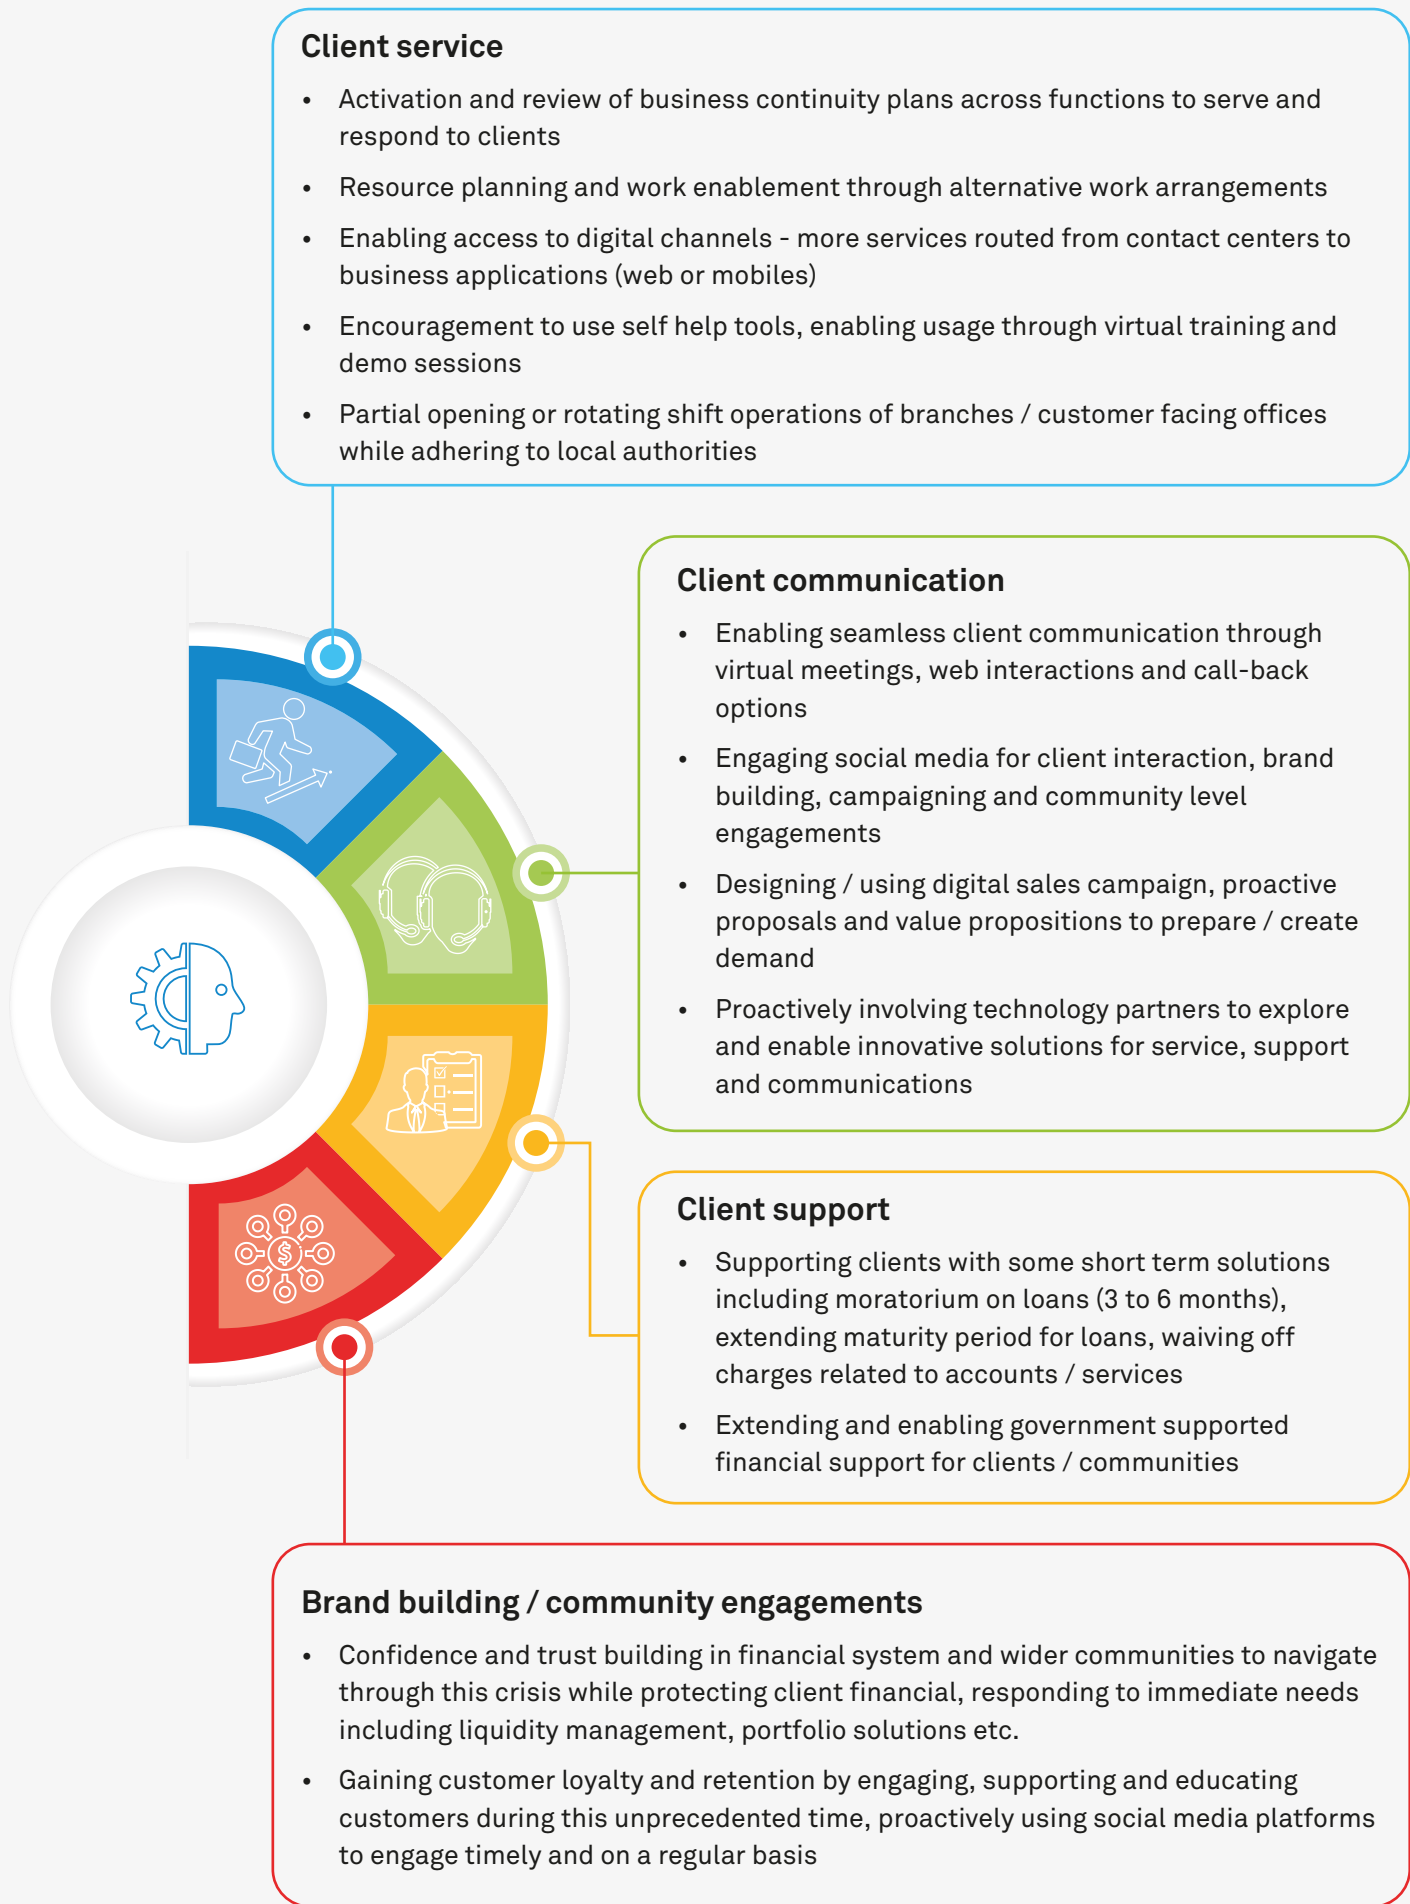 Client service
• Activation and review of business continuity plans across functions to serve and
respond to clients
• Resource planning and work enablement through alternative work arrangements
• Enabling access to digital channels - more services routed from contact centers to
business applications (web or mobiles)
• Encouragement to use self help tools, enabling usage through virtual training and
demo sessions
• Partial opening or rotating shift operations of branches / customer facing offices
while adhering to local authorities
Client communication
• Enabling seamless client communication through
virtual meetings, web interactions and call-back
options
• Engaging social media for client interaction, brand
building, campaigning and community level
engagements
• Designing / using digital sales campaign, proactive
proposals and value propositions to prepare / create
demand
• Proactively involving technology partners to explore
and enable innovative solutions for service, support
and communications
Client support
• Supporting clients with some short term solutions
including moratorium on loans (3 to 6 months),
extending maturity period for loans, waiving off
charges related to accounts / services
• Extending and enabling government supported
financial support for clients / communities
$
Brand building / community engagements
• Confidence and trust building in financial system and wider communities to navigate
through this crisis while protecting client financial, responding to immediate needs
including liquidity management, portfolio solutions etc.
• Gaining customer loyalty and retention by engaging, supporting and educating
customers during this unprecedented time, proactively using social media platforms
to engage timely and on a regular basis